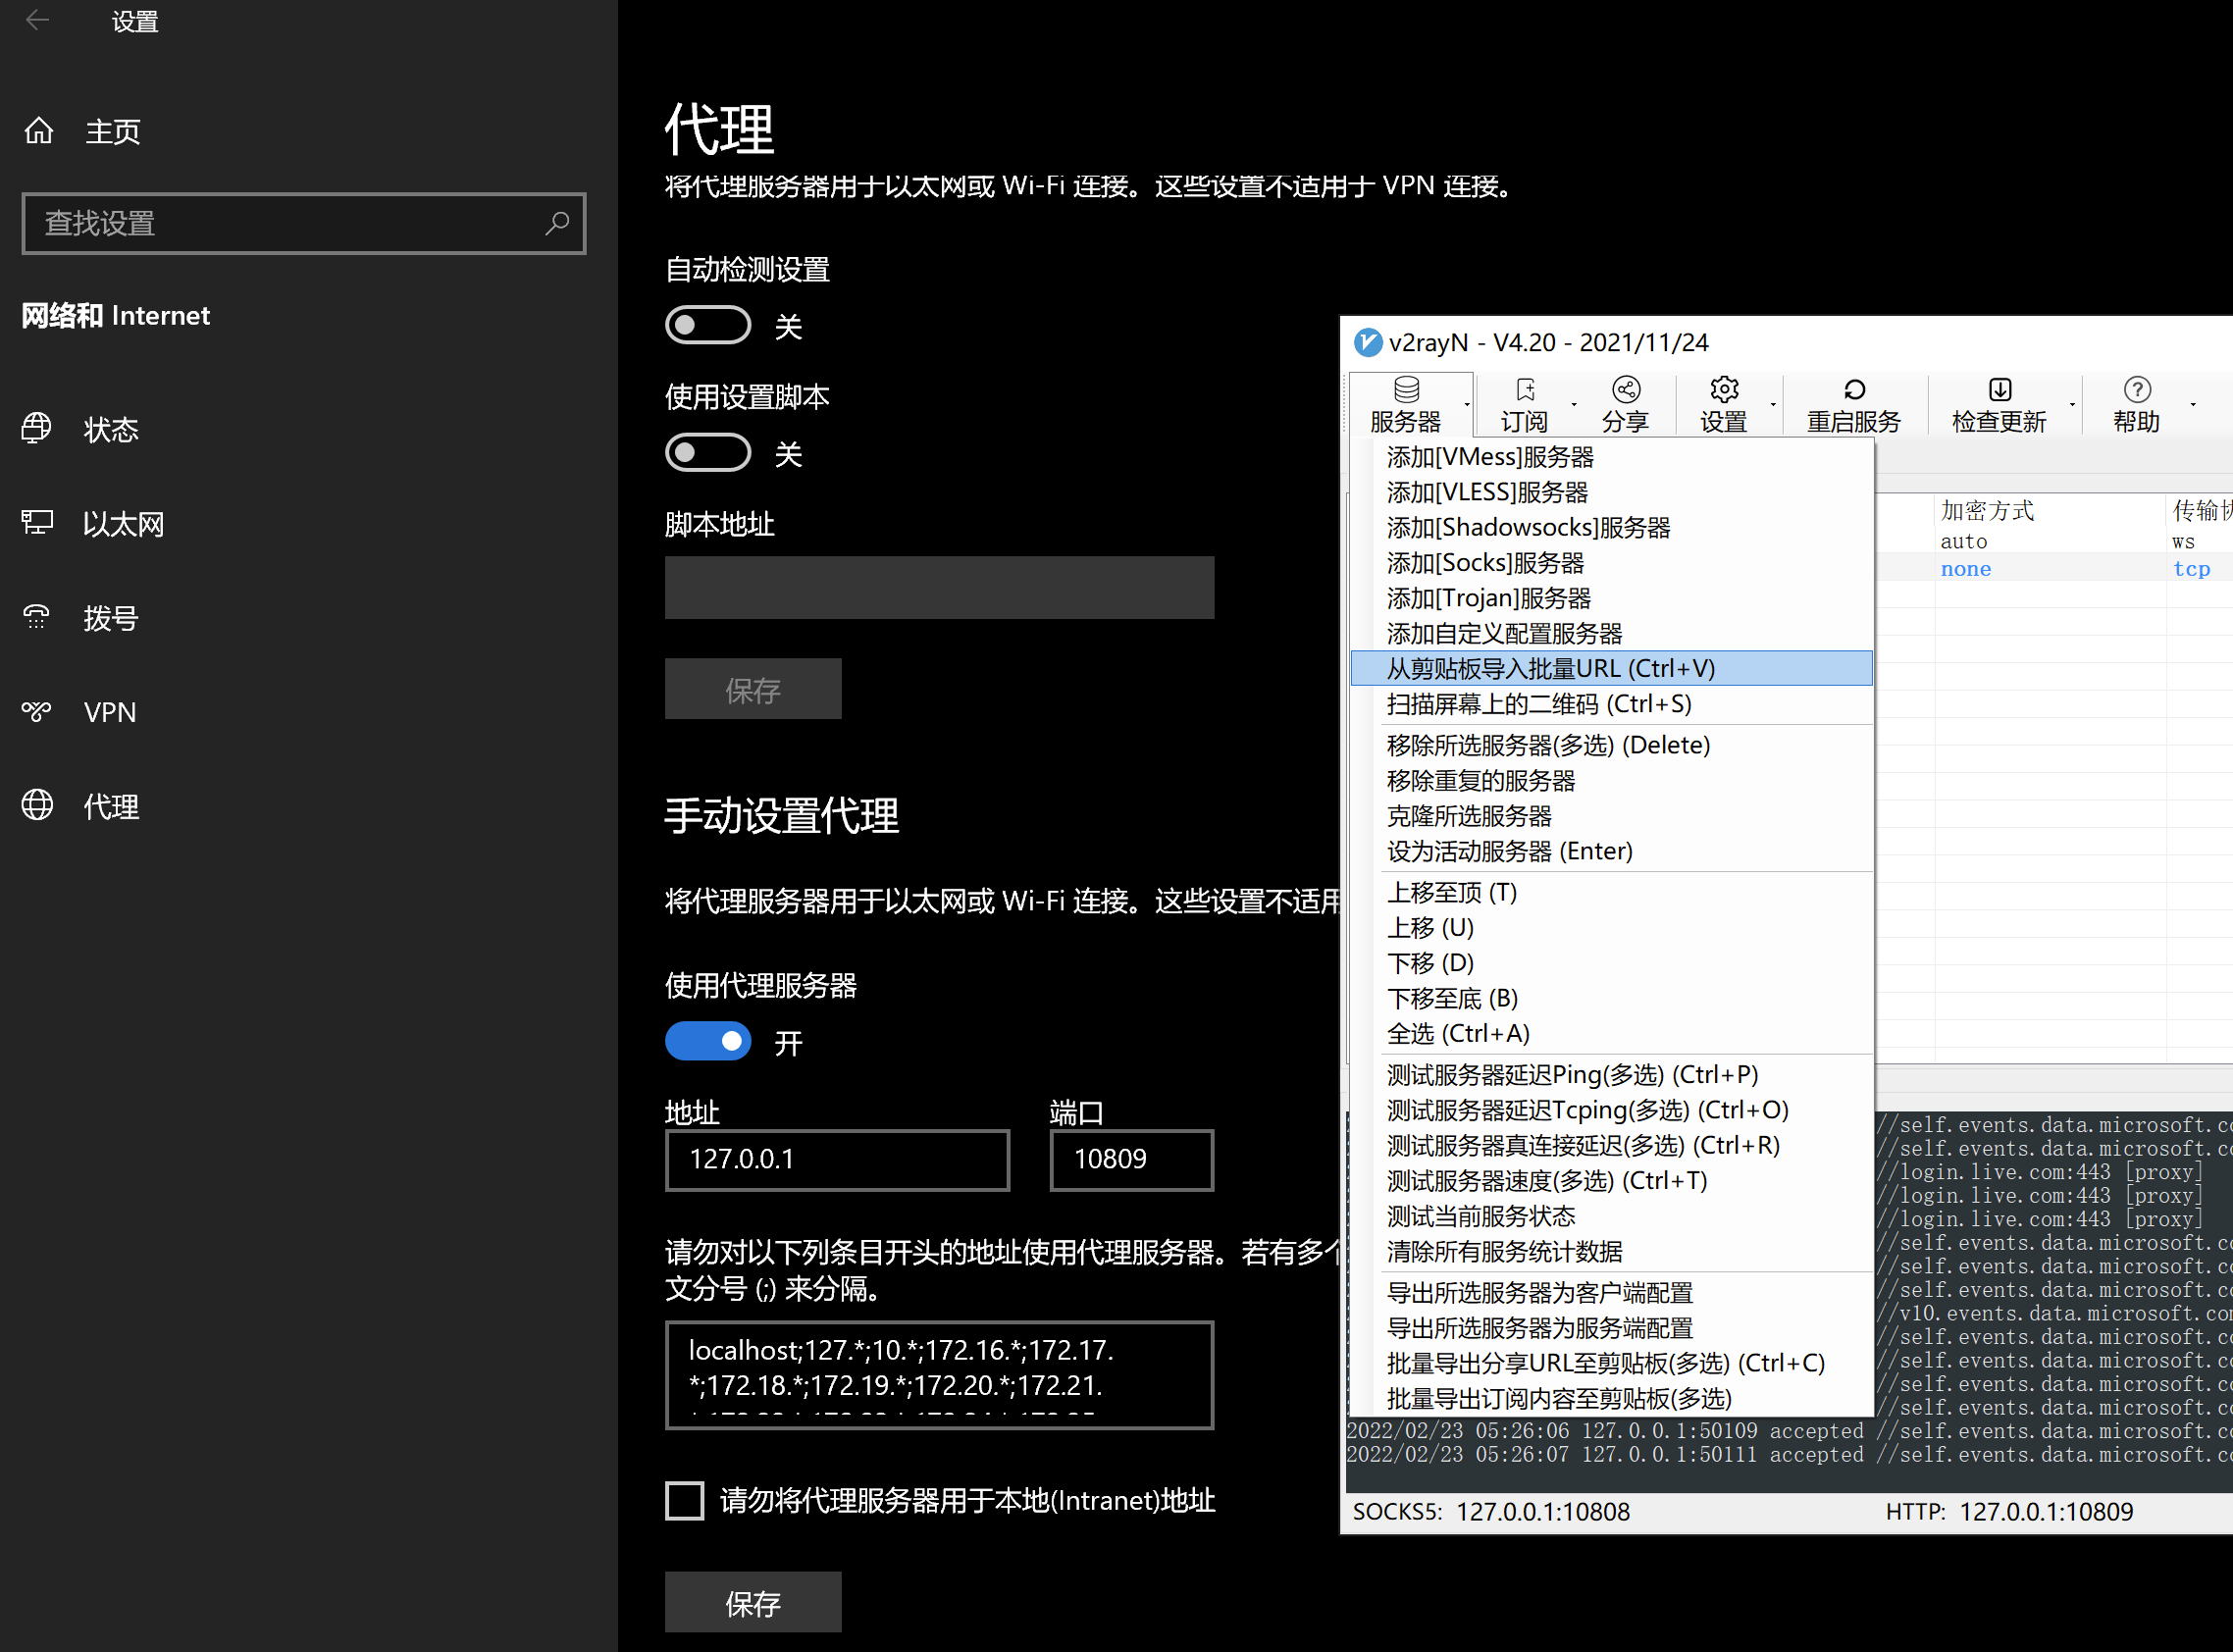 设置
主页
查找设置
网络和 Internet
状态
以太网
拨号
VPN
代理
代理
将代理服务器用于以太网或 Wi-Fi 连接。这些设置不适用于 VPN 连接。
自动检测设置
关
使用设置脚本
关
脚本地址
保存
手动设置代理
将代理服务器用于以太网或 Wi-Fi 连接。这些设置不适用
使用代理服务器
开
地址
端口
127.0.0.1
10809
请勿对以下列条目开头的地址使用代理服务器。若有多个
文分号 (;) 来分隔。
localhost;127.*;10.*;172.16.*;172.17.
*;172.18.*;172.19.*;172.20.*;172.21.
请勿将代理服务器用于本地(Intranet)地址
保存
v2rayN - V4.20 - 2021/11/24
服务器
订阅
分享
设置
重启服务
检查更新
帮助
添加[VMess]服务器
添加[VLESS]服务器
添加[Shadowsocks]服务器
添加[Socks]服务器
添加[Trojan]服务器
添加自定义配置服务器
从剪贴板导入批量URL (Ctrl+V)
扫描屏幕上的二维码 (Ctrl+S)
移除所选服务器(多选) (Delete)
移除重复的服务器
克隆所选服务器
设为活动服务器 (Enter)
上移至顶 (T)
上移 (U)
下移 (D)
下移至底 (B)
全选 (Ctrl+A)
测试服务器延迟Ping(多选) (Ctrl+P)
测试服务器延迟Tcping(多选) (Ctrl+O)
测试服务器真连接延迟(多选) (Ctrl+R)
测试服务器速度(多选) (Ctrl+T)
测试当前服务状态
清除所有服务统计数据
导出所选服务器为客户端配置
导出所选服务器为服务端配置
批量导出分享URL至剪贴板(多选) (Ctrl+C)
批量导出订阅内容至剪贴板(多选)
加密方式 传输协
auto ws
none tcp
//self.events.data.microsoft.co
//self.events.data.microsoft.co
//login.live.com:443 [proxy]
//login.live.com:443 [proxy]
//login.live.com:443 [proxy]
//self.events.data.microsoft.co
//self.events.data.microsoft.co
//self.events.data.microsoft.co
//v10.events.data.microsoft.com
//self.events.data.microsoft.co
//self.events.data.microsoft.co
//self.events.data.microsoft.co
//self.events.data.microsoft.co
2022/02/23 05:26:06 127.0.0.1:50109 accepted //self.events.data.microsoft.co
2022/02/23 05:26:07 127.0.0.1:50111 accepted //self.events.data.microsoft.co
SOCKS5: 127.0.0.1:10808
HTTP: 127.0.0.1:10809